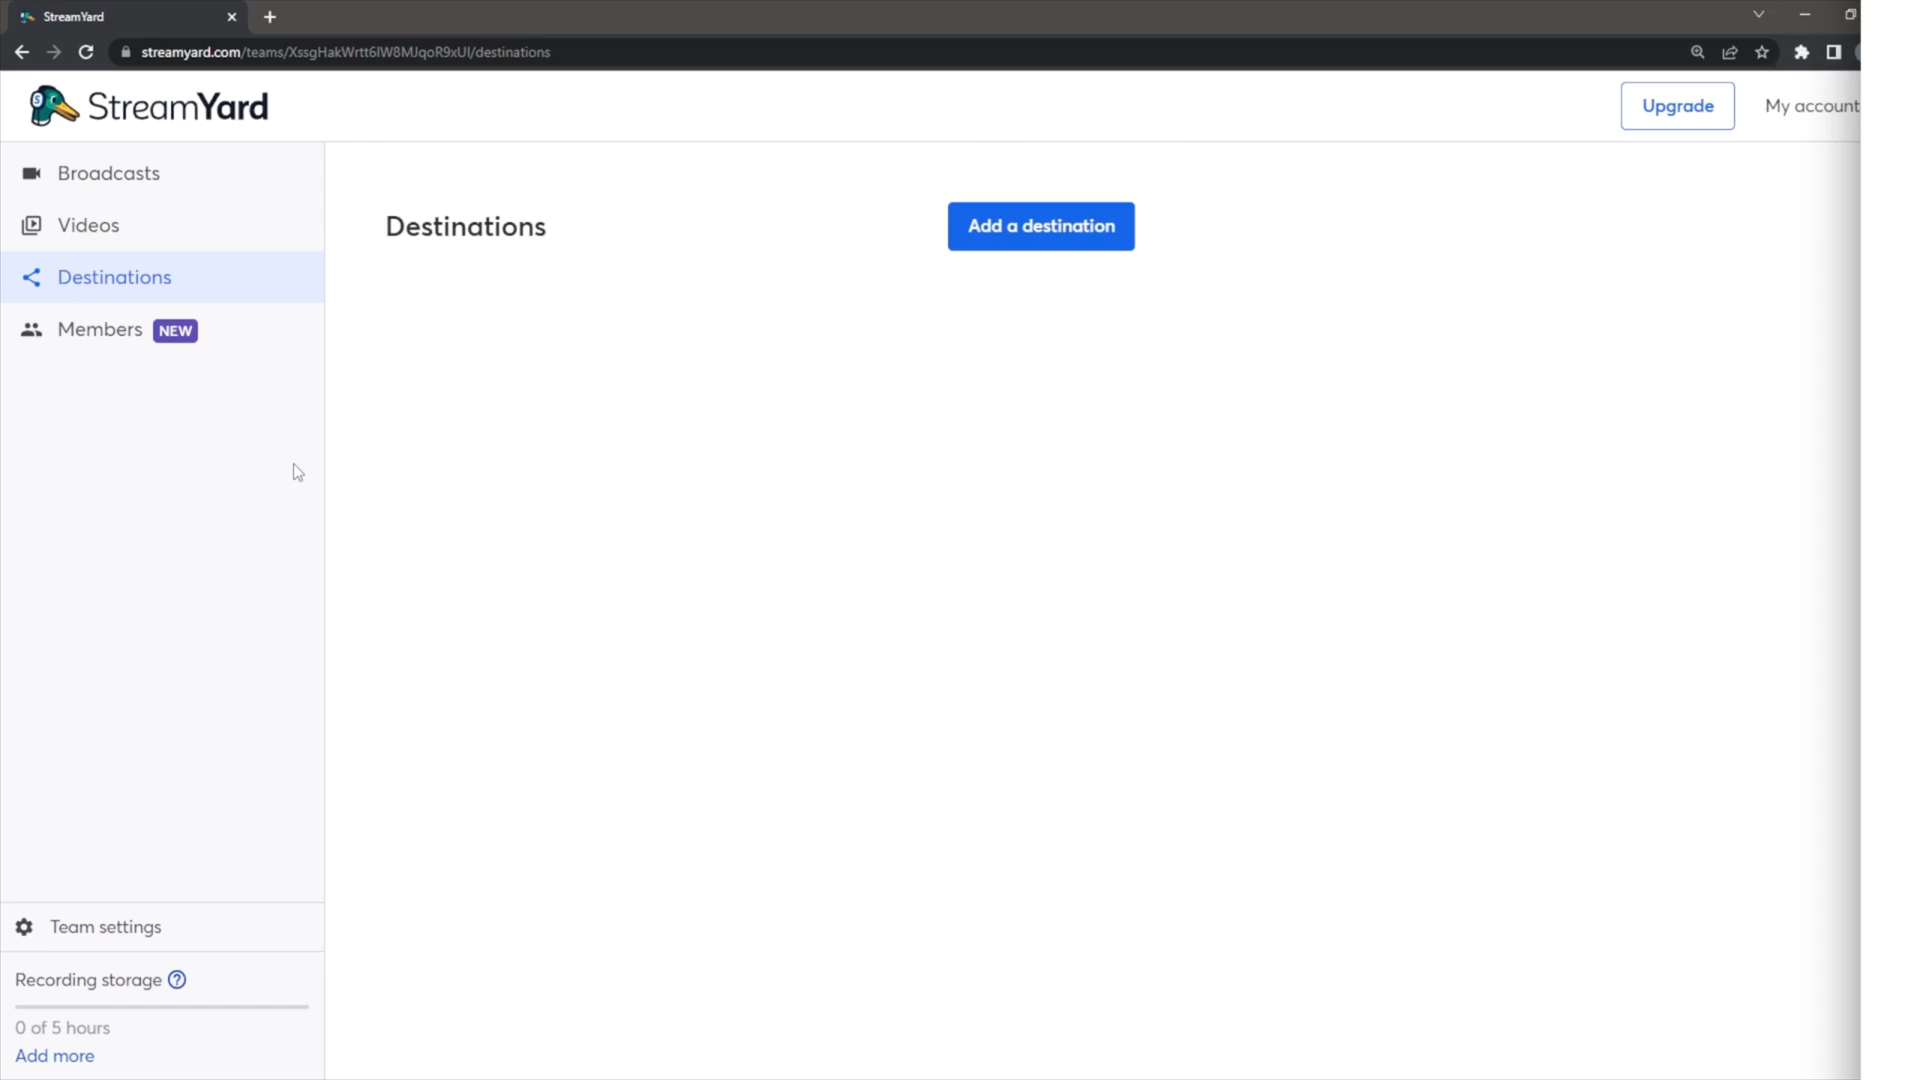 StreamYard
streamyard.com/teams/XssgHakWrtt6IW8MJqoR9xUI/destinations
StreamYard
Upgrade
My account
Broadcasts
Videos
Destinations
Members NEW
Destinations
Add a destination
Team settings
Recording storage
0 of 5 hours
Add more